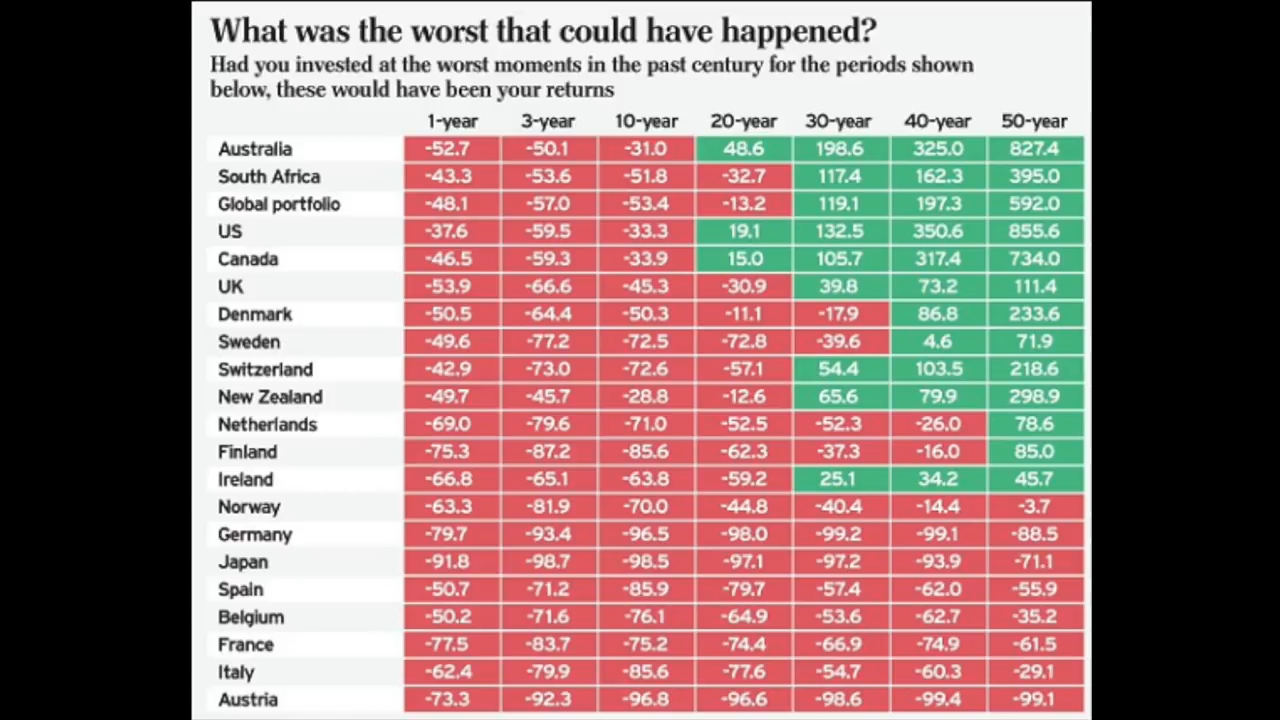 What was the worst that could have happened?
Had you invested at the worst moments in the past century for the periods shown
below, these would have been your returns
1-year 3-year 10-year 20-year 30-year 40-year 50-year
Australia -52.7 -50.1 -31.0 48.6 198.6 325.0 827.4
South Africa -43.3 -53.6 -51.8 -32.7 117.4 162.3 395.0
Global portfolio -48.1 -57.0 -53.4 -13.2 119.1 197.3 592.0
US -37.6 -59.5 -33.3 19.1 132.5 350.6 855.6
Canada -46.5 -59.3 -33.9 15.0 105.7 317.4 734.0
UK -53.9 -66.6 -45.3 -30.9 39.8 73.2 111.4
Denmark -50.5 -64.4 -50.3 -11.1 -17.9 86.8 233.6
Sweden -49.6 -77.2 -72.5 -72.8 -39.6 4.6 71.9
Switzerland -42.9 -73.0 -72.6 -57.1 54.4 103.5 218.6
New Zealand -49.7 -45.7 -28.8 -12.6 65.6 79.9 298.9
Netherlands -69.0 -79.6 -71.0 -52.5 -52.3 -26.0 78.6
Finland -75.3 -87.2 -85.6 -62.3 -37.3 -16.0 85.0
Ireland -66.8 -65.1 -63.8 -59.2 25.1 34.2 45.7
Norway -63.3 -81.9 -70.0 -44.8 -40.4 -14.4 -3.7
Germany -79.7 -93.4 -96.5 -98.0 -99.2 -99.1 -88.5
Japan -91.8 -98.7 -98.5 -97.1 -97.2 -93.9 -71.1
Spain -50.7 -71.2 -85.9 -79.7 -57.4 -62.0 -55.9
Belgium -50.2 -71.6 -76.1 -64.9 -53.6 -62.7 -35.2
France -77.5 -83.7 -75.2 -74.4 -66.9 -74.9 -61.5
Italy -62.4 -79.9 -85.6 -77.6 -54.7 -60.3 -29.1
Austria -73.3 -92.3 -96.8 -96.6 -98.6 -99.4 -99.1